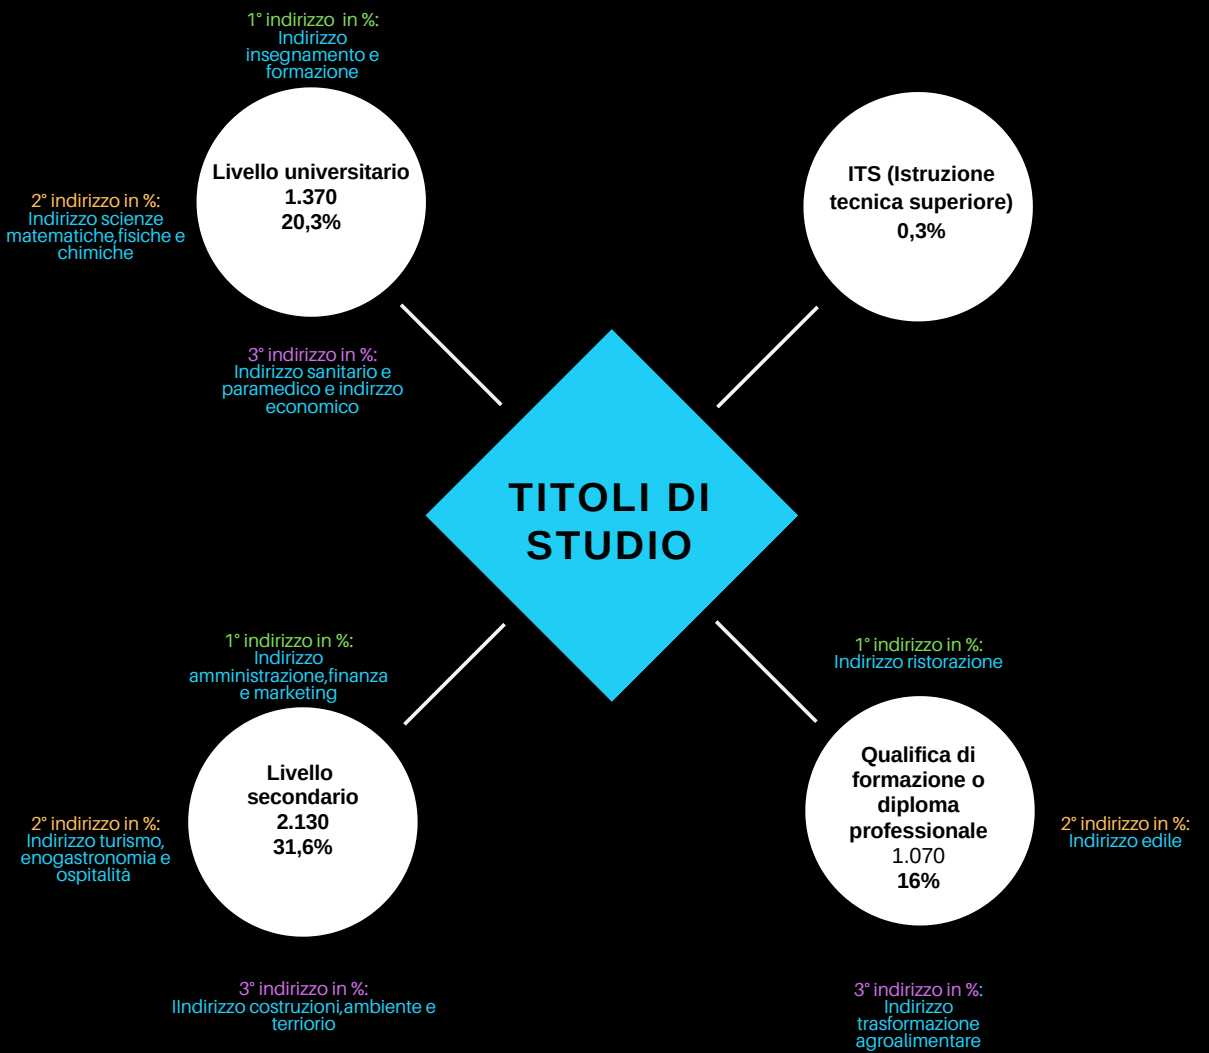 1° indirizzo in %:
Indirizzo
insegnamento e
formazione
Livello universitario
1.370
20,3%
2° indirizzo in %:
Indirizzo scienze
matematiche,fisiche e
chimiche
3° indirizzo in %:
Indirizzo sanitario e
paramedico e indirzzo
economico
ITS (Istruzione
tecnica superiore)
0,3%
TITOLI DI
STUDIO
1° indirizzo in %:
Indirizzo
amministrazione,finanza
e marketing
Livello
secondario
2.130
31,6%
2° indirizzo in %:
Indirizzo turismo,
enogastronomia e
ospitalità
3° indirizzo in %:
IIndirizzo costruzioni,ambiente e
terriorio
1° indirizzo in %:
Indirizzo ristorazione
Qualifica di
formazione o
diploma
professionale
1.070
16%
2° indirizzo in %:
Indirizzo edile
3° indirizzo in %:
Indirizzo
trasformazione
agroalimentare